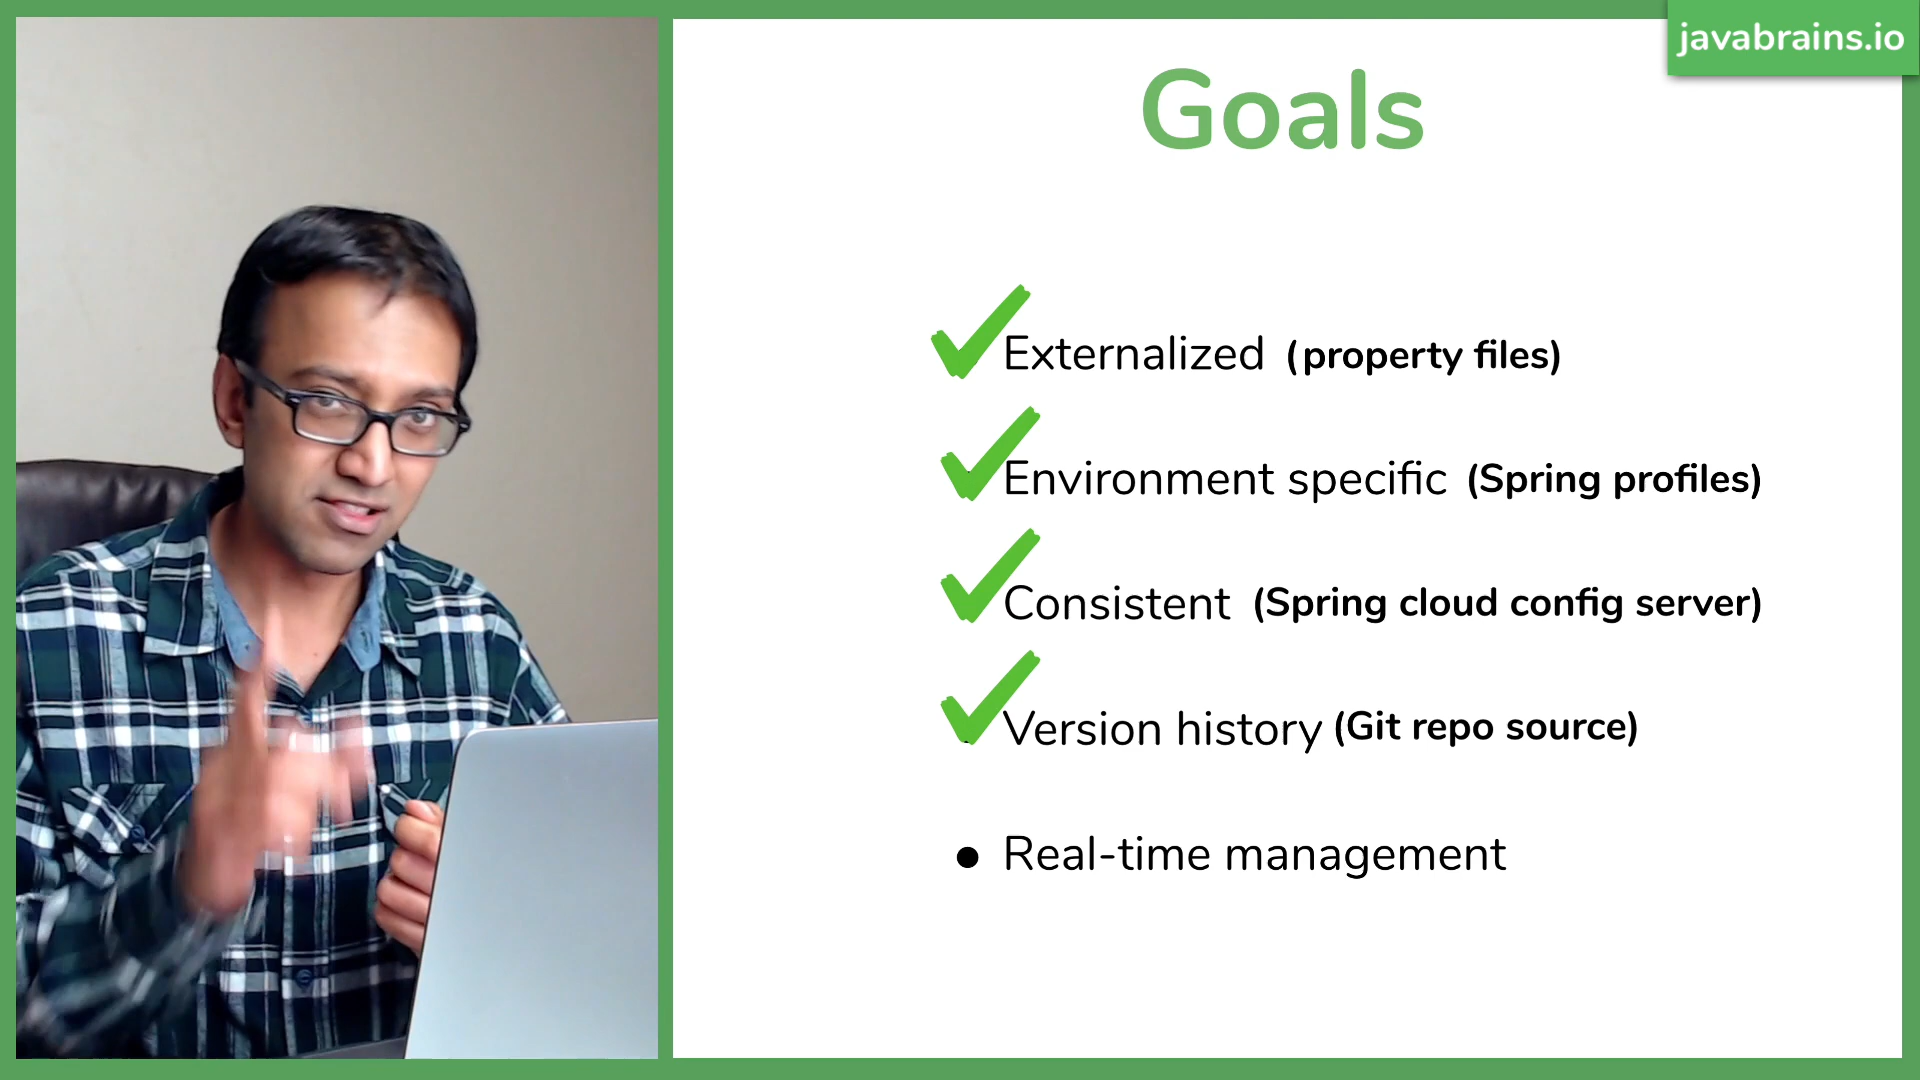 javabrains.io
Goals
Externalized (property files)
Environment specific (Spring profiles)
Consistent (Spring cloud config server)
Version history (Git repo source)
Real-time management